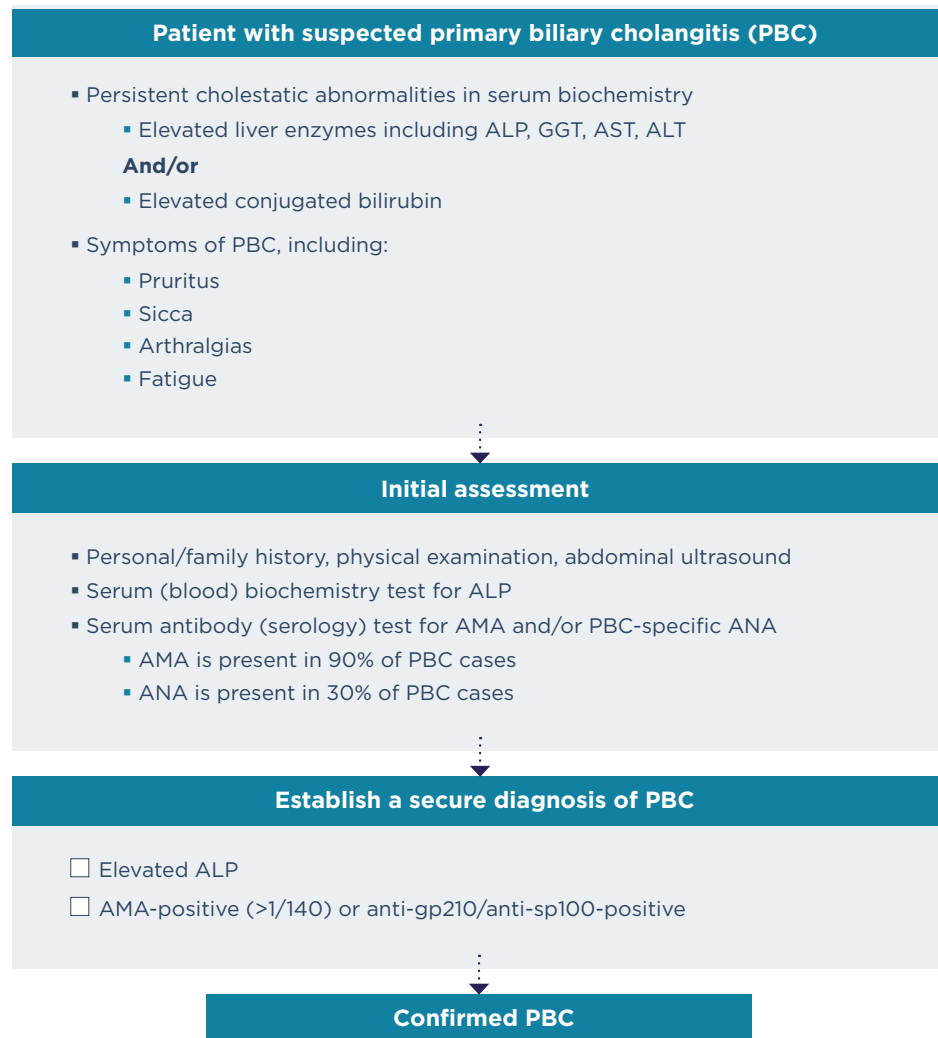 Patient with suspected primary biliary cholangitis (PBC)
▪ Persistent cholestatic abnormalities in serum biochemistry
▪ Elevated liver enzymes including ALP, GGT, AST, ALT
And/or
▪ Elevated conjugated bilirubin
▪ Symptoms of PBC, including:
▪ Pruritus
▪ Sicca
▪ Arthralgias
▪ Fatigue
Initial assessment
▪ Personal/family history, physical examination, abdominal ultrasound
▪ Serum (blood) biochemistry test for ALP
▪ Serum antibody (serology) test for AMA and/or PBC-specific ANA
▪ AMA is present in 90% of PBC cases
▪ ANA is present in 30% of PBC cases
Establish a secure diagnosis of PBC
☐ Elevated ALP
☐ AMA-positive (>1/140) or anti-gp210/anti-sp100-positive
Confirmed PBC